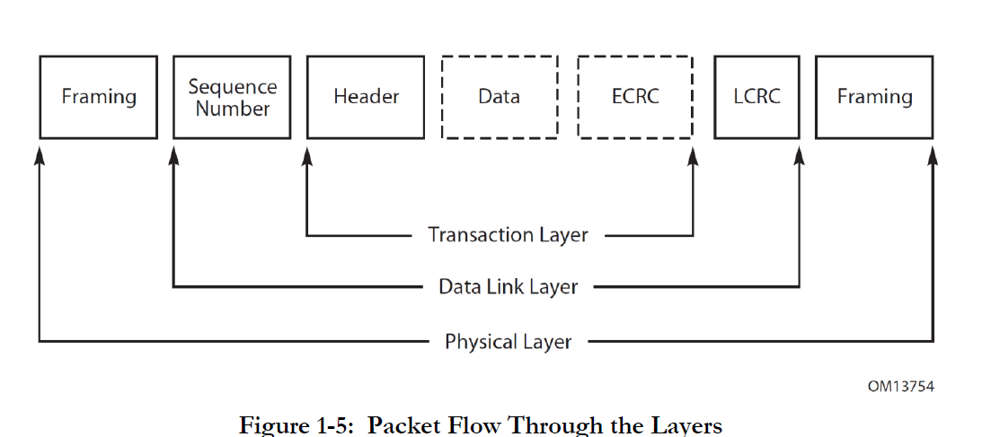 Framing
Sequence
Number
Header
Data
ECRC
LCRC
Framing
Transaction Layer
Data Link Layer
Physical Layer
OM13754
Figure 1-5: Packet Flow Through the Layers